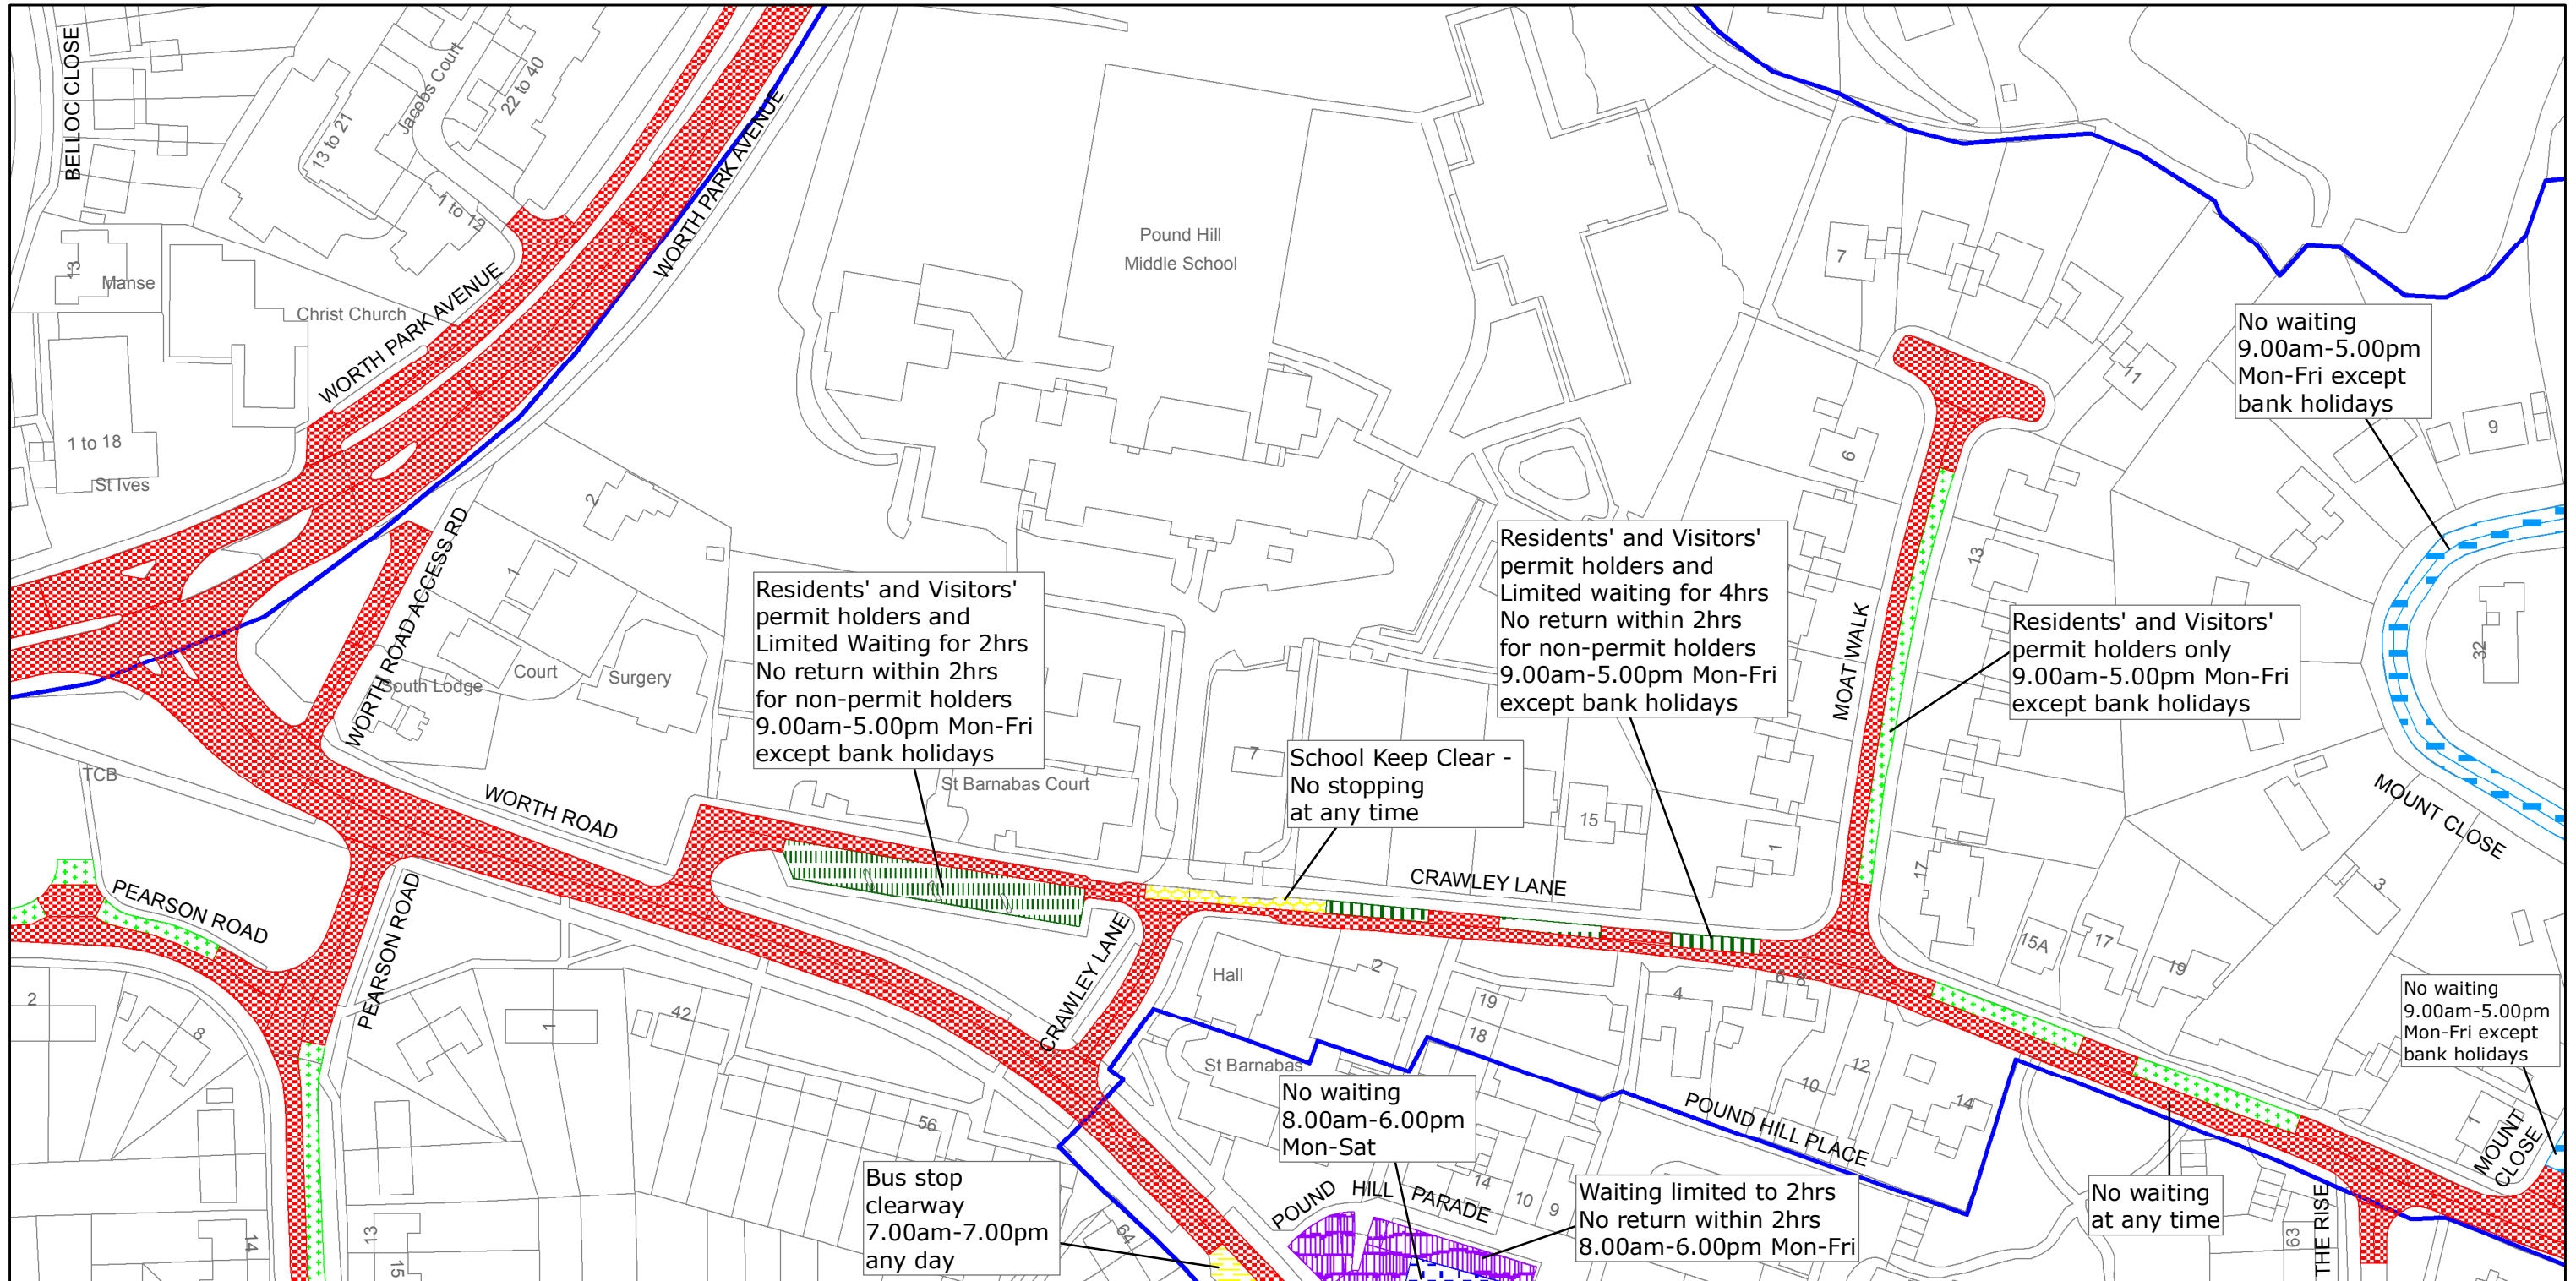 BELLOC CLOSE
13 to 21
Jacobs Court
22 to 40
1 to 12
WORTH PARK AVENUE
WORTH PARK AVENUE
13
Manse
Christ Church
1 to 18
St Ives
Pound Hill
Middle School
7
11
6
13
17
No waiting
9.00am-5.00pm
Mon-Fri except
bank holidays
9
32
2
1
WORTH ROAD ACCESS RD
South Lodge
Court
Surgery
Residents' and Visitors'
permit holders and
Limited Waiting for 2hrs
No return within 2hrs
for non-permit holders
9.00am-5.00pm Mon-Fri
except bank holidays
St Barnabas Court
Residents' and Visitors'
permit holders and
Limited waiting for 4hrs
No return within 2hrs
for non-permit holders
9.00am-5.00pm Mon-Fri
except bank holidays
MOAT WALK
Residents' and Visitors'
permit holders only
9.00am-5.00pm Mon-Fri
except bank holidays
7
School Keep Clear -
No stopping
at any time
15
1
MOUNT CLOSE
3
TCB
WORTH ROAD
CRAWLEY LANE
PEARSON ROAD
PEARSON ROAD
CRAWLEY LANE
2
8
1
42
56
64
Hall
2
19
18
4
6
8
10
12
14
15A
17
19
No waiting
9.00am-5.00pm
Mon-Fri except
bank holidays
St Barnabas
No waiting
8.00am-6.00pm
Mon-Sat
POUND HILL PLACE
1
MOUNT
CLOSE
Bus stop
clearway
7.00am-7.00pm
any day
POUND HILL PARADE
14
10
9
Waiting limited to 2hrs
No return within 2hrs
8.00am-6.00pm Mon-Fri
No waiting
at any time
THE RISE
63
14
13
15